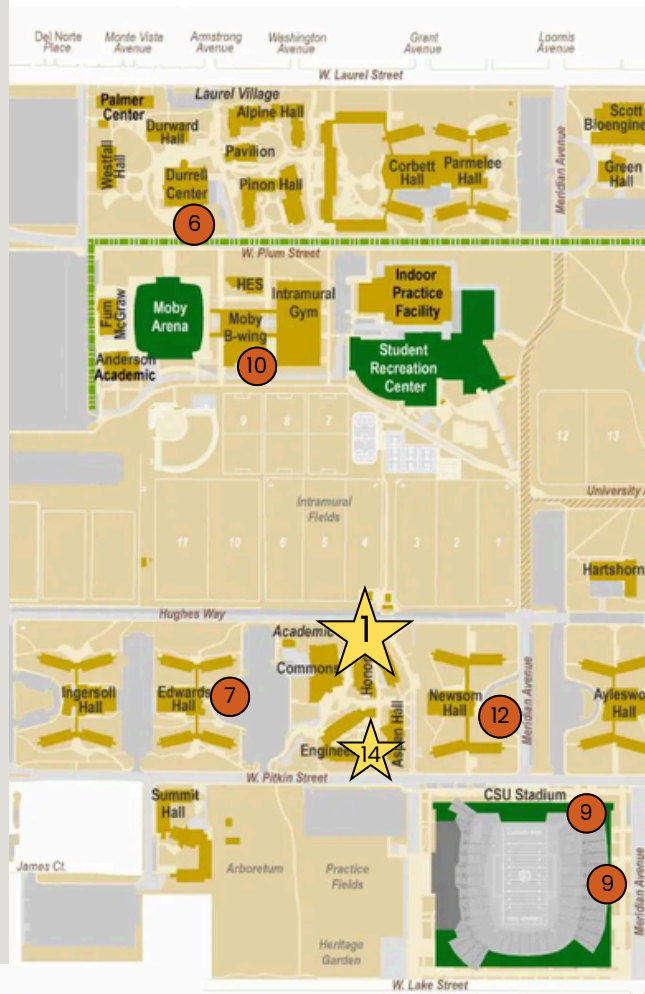 Del Norte
Place
Monte Vista
Avenue
Armstrong
Avenue
Washington
Avenue
Grant
Avenue
Loomis
Avenue
W. Laurel Street
Palmer
Center
Laurel Village
Alpine Hall
Durward
Hall
Westfall
Hall
Pavilion
Durrell
Center
Pinon Hall
Corbett
Hall
Parmelee
Hall
Meridian Avenue
Scott
Bioengine
Green
Hall
6
W. Plum Street
HES
Moby
Arena
Fum
McGraw
Moby
B-wing
Intramural
Gym
Indoor
Practice
Facility
Anderson
Academic
10
Student
Recreation
Center
9
8
7
12
13
Intramural
Fields
University
11
10
6
5
4
3
2
1
Hartshorn
Hughes Way
Academic
1
Commons
Honor
Ingersoll
Hall
Edwards
Hall
7
Newsom
Hall
12
Meridian Avenue
Ayleswo
Hall
Enginee
14
Aspen Hall
W. Pitkin Street
Summit
Hall
CSU Stadium
9
9
James Ct.
Arboretum
Practice
Fields
Meridian Avenue
Heritage
Garden
W. Lake Street